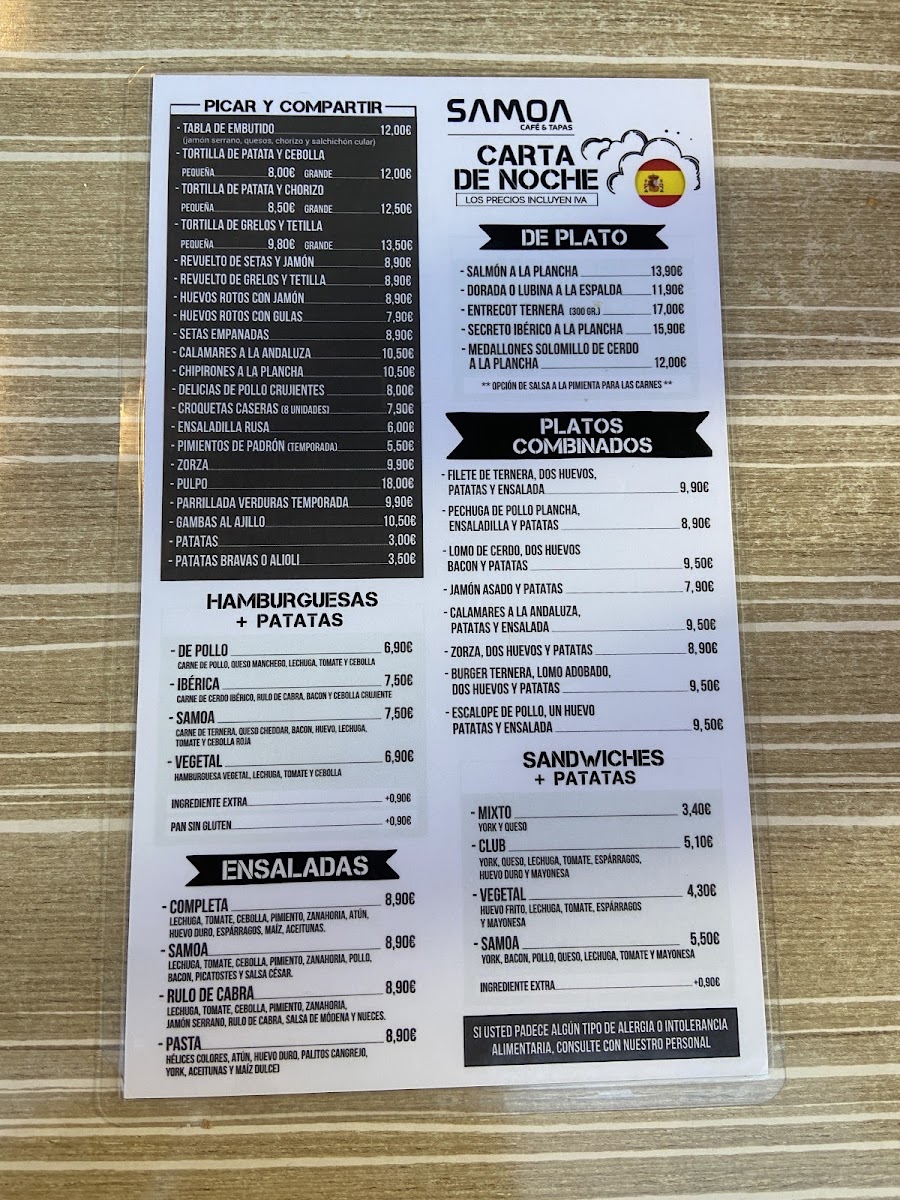 PICAR Y COMPARTIR
- TABLA DE EMBUTIDO 12,00€
(jamón serrano, quesos, chorizo y salchichón cular)
- TORTILLA DE PATATA Y CEBOLLA
PEQUEÑA 8,00€ GRANDE 12,00€
- TORTILLA DE PATATA Y CHORIZO
PEQUEÑA 8,50€ GRANDE 12,50€
- TORTILLA DE GRELOS Y TETILLA
PEQUEÑA 9,80€ GRANDE 13,50€
- REVUELTO DE SETAS Y JAMÓN 8,90€
- REVUELTO DE GRELOS Y TETILLA 8,90€
- HUEVOS ROTOS CON JAMÓN 8,90€
- HUEVOS ROTOS CON GULAS 7,90€
- SETAS EMPANADAS 8,90€
- CALAMARES A LA ANDALUZA 10,50€
- CHIPIRONES A LA PLANCHA 10,50€
- DELICIAS DE POLLO CRUJIENTES 8,00€
- CROQUETAS CASERAS (8 UNIDADES) 7,90€
- ENSALADILLA RUSA 6,00€
- PIMIENTOS DE PADRÓN (TEMPORADA) 5,50€
- ZORZA 9,90€
- PULPO 18,00€
- PARRILLADA VERDURAS TEMPORADA 9,90€
- GAMBAS AL AJILLO 10,50€
- PATATAS 3,00€
- PATATAS BRAVAS O ALIOLI 3,50€
HAMBURGUESAS
+ PATATAS
- DE POLLO 6,90€
CARNE DE POLLO, QUESO MANCHEGO, LECHUGA, TOMATE Y CEBOLLA
- IBÉRICA 7,50€
CARNE DE CERDO IBÉRICO, RULO DE CABRA, BACON Y CEBOLLA CRUJIENTE
- SAMOA 7,50€
CARNE DE TERNERA, QUESO CHEDDAR, BACON, HUEVO, LECHUGA,
TOMATE Y CEBOLLA ROJA
- VEGETAL 6,90€
HAMBURGUESA VEGETAL, LECHUGA, TOMATE Y CEBOLLA
INGREDIENTE EXTRA +0,90€
PAN SIN GLUTEN +0,90€
ENSALADAS
- COMPLETA 8,90€
LECHUGA, TOMATE, CEBOLLA, PIMIENTO, ZANAHORIA, ATÚN,
HUEVO DURO, ESPÁRRAGOS, MAÍZ, ACEITUNAS.
- SAMOA 8,90€
LECHUGA, TOMATE, CEBOLLA, PIMIENTO, ZANAHORIA, POLLO,
BACON, PICATOSTES Y SALSA CÉSAR.
- RULO DE CABRA 8,90€
LECHUGA, TOMATE, CEBOLLA, PIMIENTO, ZANAHORIA,
JAMÓN SERRANO, RULO DE CABRA, SALSA DE MÓDENA Y NUECES.
- PASTA 8,90€
HÉLICES COLORES, ATÚN, HUEVO DURO, PALITOS CANGREJO,
YORK, ACEITUNAS Y MAÍZ DULCE)
SAMOA
CAFÉ & TAPAS
CARTA
DE NOCHE
LOS PRECIOS INCLUYEN IVA
DE PLATO
- SALMÓN A LA PLANCHA 13,90€
- DORADA O LUBINA A LA ESPALDA 11,90€
- ENTRECOT TERNERA (300 GR.) 17,00€
- SECRETO IBÉRICO A LA PLANCHA 15,90€
- MEDALLONES SOLOMILLO DE CERDO
A LA PLANCHA 12,00€
** OPCIÓN DE SALSA A LA PIMIENTA PARA LAS CARNES **
PLATOS
COMBINADOS
- FILETE DE TERNERA, DOS HUEVOS,
PATATAS Y ENSALADA 9,90€
- PECHUGA DE POLLO PLANCHA,
ENSALADILLA Y PATATAS 8,90€
- LOMO DE CERDO, DOS HUEVOS
BACON Y PATATAS 9,50€
- JAMÓN ASADO Y PATATAS 7,90€
- CALAMARES A LA ANDALUZA,
PATATAS Y ENSALADA 9,50€
- ZORZA, DOS HUEVOS Y PATATAS 8,90€
- BURGER TERNERA, LOMO ADOBADO,
DOS HUEVOS Y PATATAS 9,50€
- ESCALOPE DE POLLO, UN HUEVO
PATATAS Y ENSALADA 9,50€
SANDWICHES
+ PATATAS
- MIXTO 3,40€
YORK Y QUESO
- CLUB 5,10€
YORK, QUESO, LECHUGA, TOMATE, ESPÁRRAGOS,
HUEVO DURO Y MAYONESA
- VEGETAL 4,30€
HUEVO FRITO, LECHUGA, TOMATE, ESPÁRRAGOS
Y MAYONESA
- SAMOA 5,50€
YORK, BACON, POLLO, QUESO, LECHUGA, TOMATE Y MAYONESA
INGREDIENTE EXTRA +0,90€
SI USTED PADECE ALGÚN TIPO DE ALERGIA O INTOLERANCIA
ALIMENTARIA, CONSULTE CON NUESTRO PERSONAL